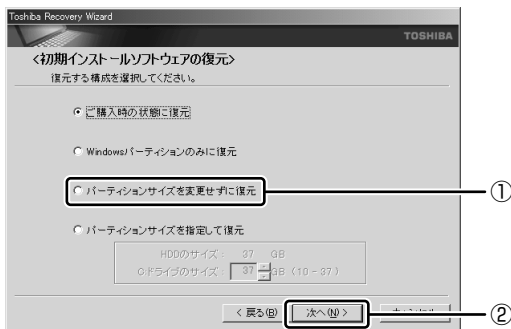 Toshiba Recovery Wizard
TOSHIBA
<初期インストールソフトウェアの復元>
復元する構成を選択してください。
ご購入時の状態に復元
Windowsパーティションのみに復元
パーティションサイズを変更せずに復元
①
パーティションサイズを指定して復元
HDDのサイズ: 37 GB
Cドライブのサイズ: 37 GB (10 - 37)
< 戻る(B) 次へ(N) >
②